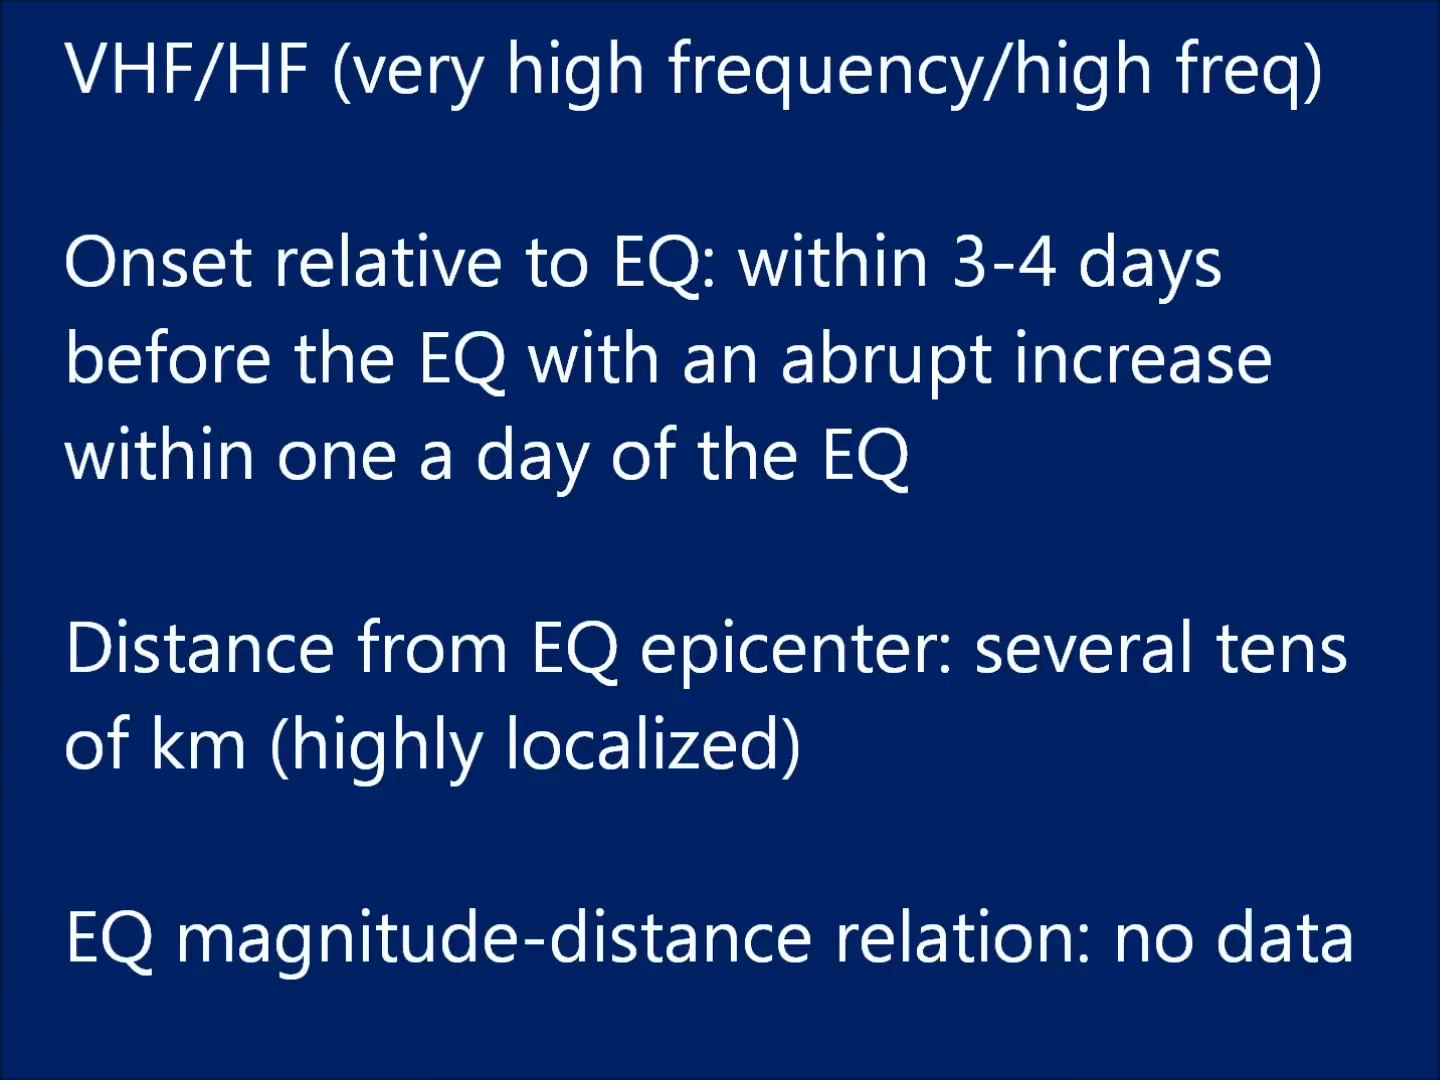 VHF/HF (very high frequency/high freq)
Onset relative to EQ: within 3-4 days
before the EQ with an abrupt increase
within one a day of the EQ
Distance from EQ epicenter: several tens
of km (highly localized)
EQ magnitude-distance relation: no data